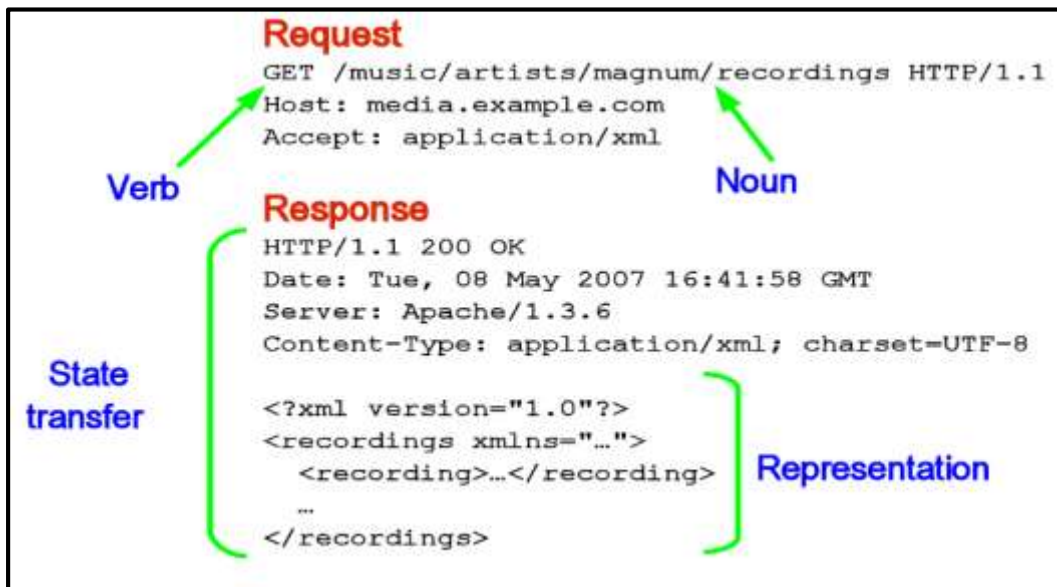 Request
GET /music/artists/magnum/recordings HTTP/1.1
Host: media.example.com
Accept: application/xml
Verb
Noun
Response
HTTP/1.1 200 OK
Date: Tue, 08 May 2007 16:41:58 GMT
Server: Apache/1.3.6
Content-Type: application/xml; charset=UTF-8
State
transfer
<?xml version="1.0"?>
<recordings xmlns="…">
<recording>…</recording>
…
</recordings>
Representation